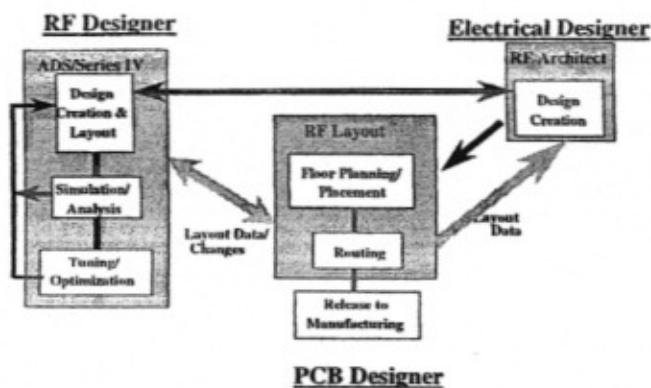 RF Designer
ADS/Series IV
Design
Creation &
Layout
Simulation/
Analysis
Tuning/
Optimization
Electrical Designer
RF Architect
Design
Creation
RF Layout
Floor Planning/
Placement
Routing
Release to
Manufacturing
Layout Data/
Changes
Layout
Data
PCB Designer